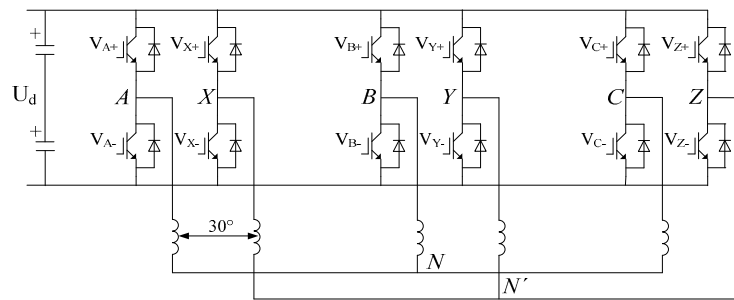 +
V_A+
V_X+
V_B+
V_Y+
V_C+
V_Z+
U_d
A
X
B
Y
C
Z
+
V_A-
V_X-
V_B-
V_Y-
V_C-
V_Z-
30°
N
N´